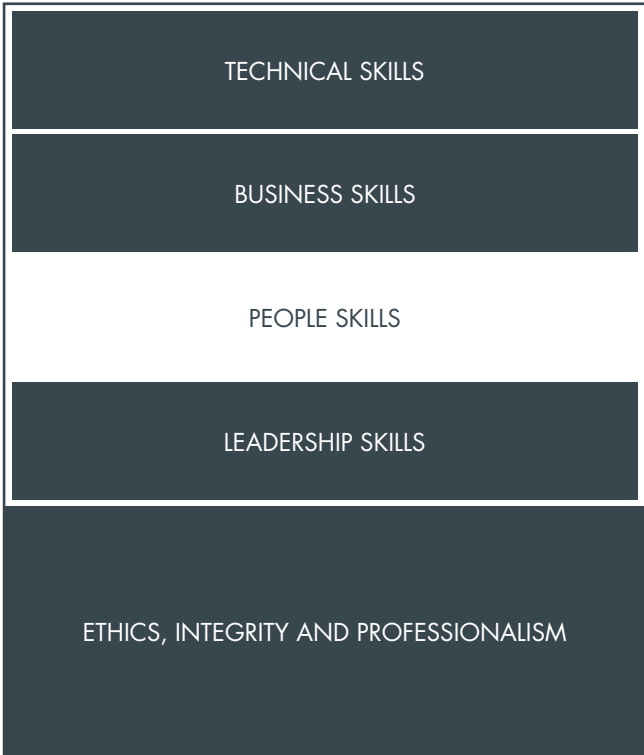 TECHNICAL SKILLS
BUSINESS SKILLS
PEOPLE SKILLS
LEADERSHIP SKILLS
ETHICS, INTEGRITY AND PROFESSIONALISM